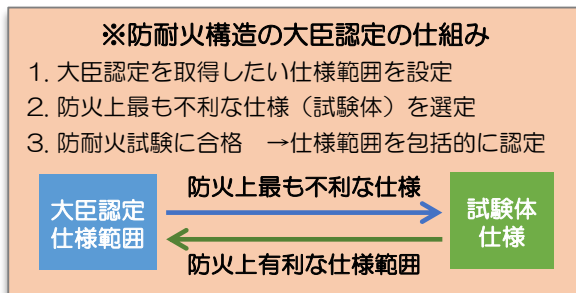 ※防耐火構造の大臣認定の仕組み
1. 大臣認定を取得したい仕様範囲を設定
2. 防火上最も不利な仕様（試験体）を選定
3. 防耐火試験に合格　→仕様範囲を包括的に認定
防火上最も不利な仕様
大臣認定
仕様範囲
試験体
仕様
防火上有利な仕様範囲